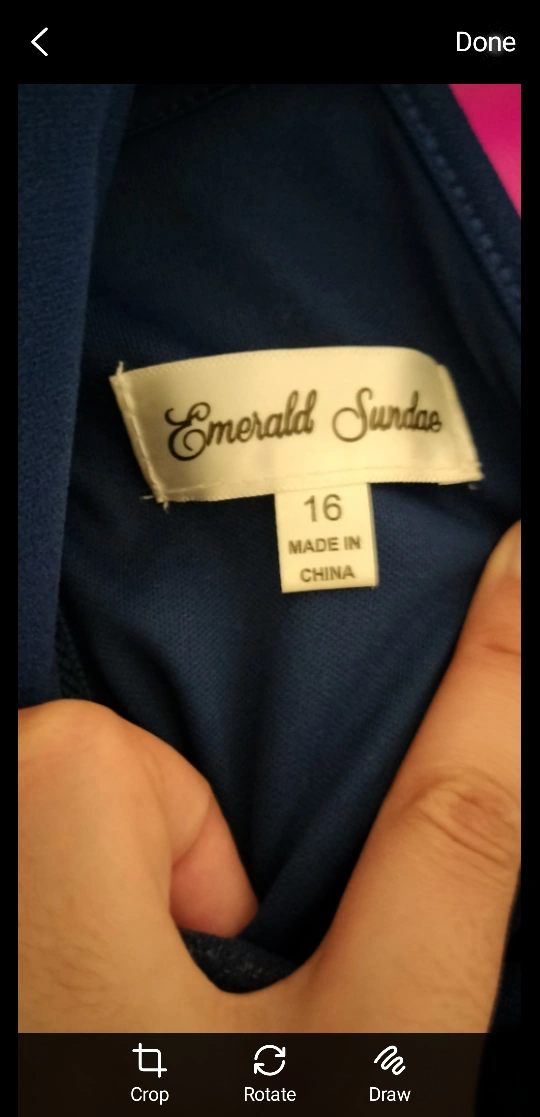 Done
Emerald Sundae
16
MADE IN
CHINA
Crop Rotate Draw